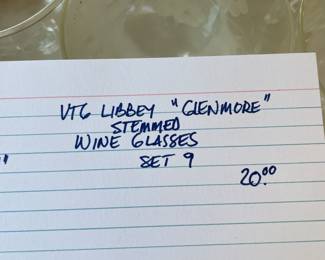 VTG LIBBEY "GLENMORE"
STEMMED
WINE GLASSES
" SET 9
20.00